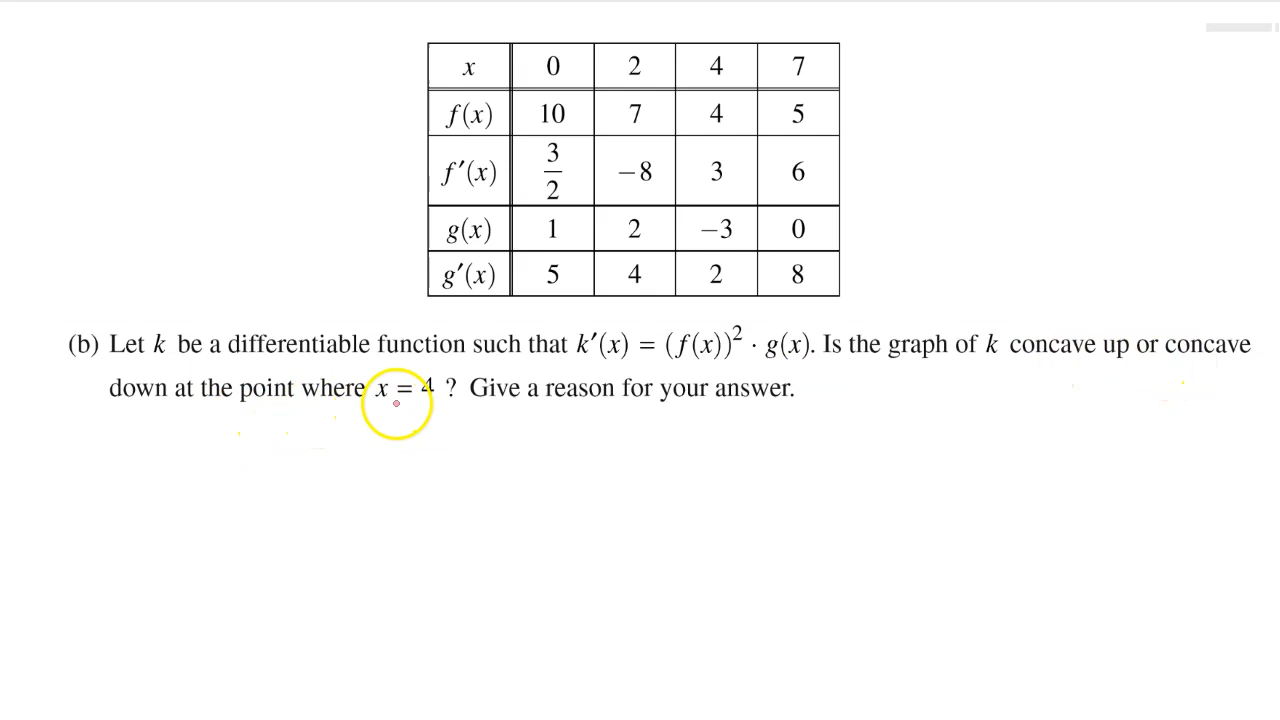 x 0 2 4 7
f(x) 10 7 4 5
f′(x) 3/2 −8 3 6
g(x) 1 2 −3 0
g′(x) 5 4 2 8
(b) Let k be a differentiable function such that k′(x) = (f(x))² · g(x). Is the graph of k concave up or concave
down at the point where x = 4 ? Give a reason for your answer.